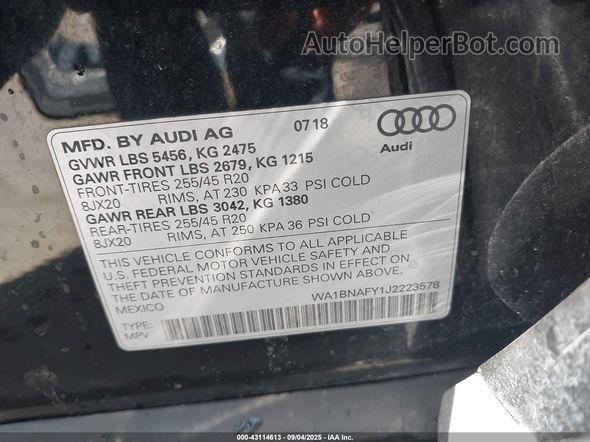 AutoHelperBot.com
MFD. BY AUDI AG 07 18
GVWR LBS 5456, KG 2475
GAWR FRONT LBS 2679, KG 1215
FRONT-TIRES 255/45 R20
8JX20 RIMS, AT 230 KPA 33 PSI COLD
GAWR REAR LBS 3042, KG 1380
REAR-TIRES 255/45 R20
8JX20 RIMS, AT 250 KPA 36 PSI COLD
Audi
THIS VEHICLE CONFORMS TO ALL APPLICABLE
U.S. FEDERAL MOTOR VEHICLE SAFETY AND
THEFT PREVENTION STANDARDS IN EFFECT ON
THE DATE OF MANUFACTURE SHOWN ABOVE.
MEXICO WA1BNAFY1J2223578
TYPE:
MPV
000-43114613 - 09/04/2025 - IAA Inc.